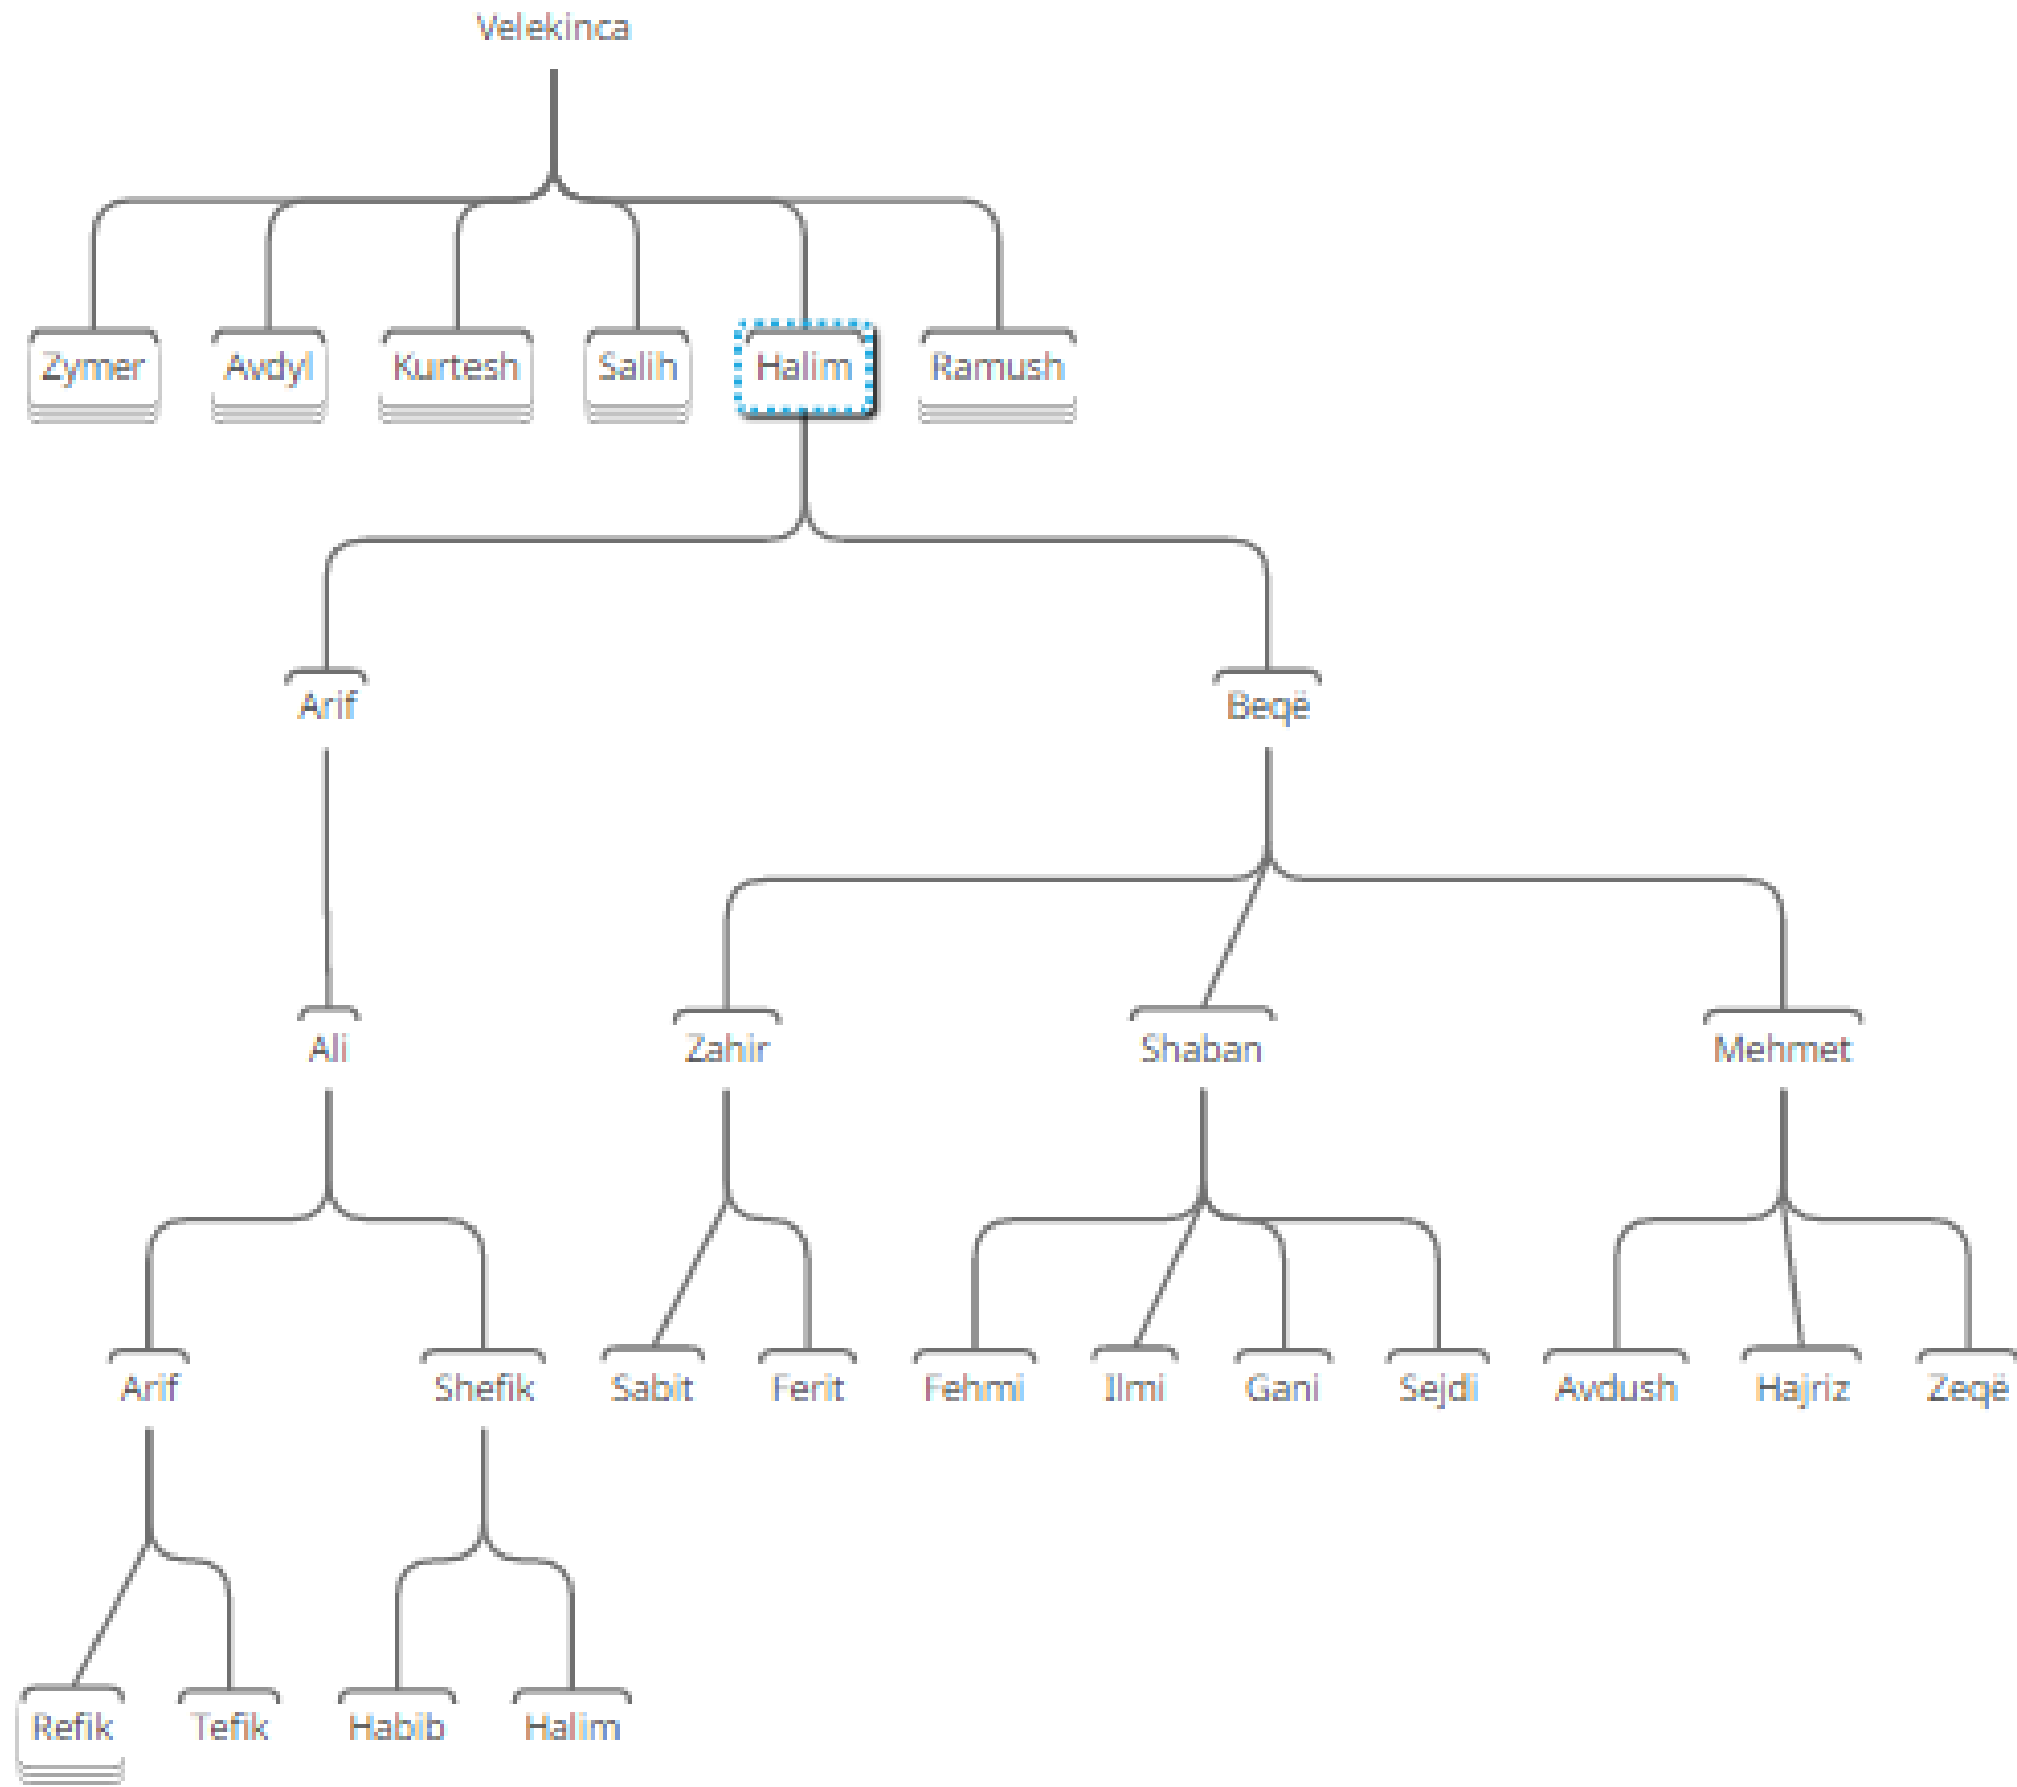 Velekinca
Zymer Avdyl Kurtesh Salih Halim Ramush
Arif Beqë
Ali Zahir Shaban Mehmet
Arif Shefik Sabit Ferit Fehmi Ilmi Gani Sejdi Avdush Hajriz Zeqë
Refik Tefik Habib Halim